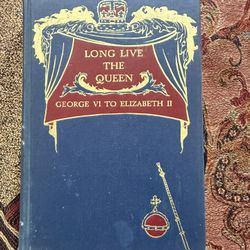 LONG LIVE
THE
QUEEN
GEORGE VI TO ELIZABETH II